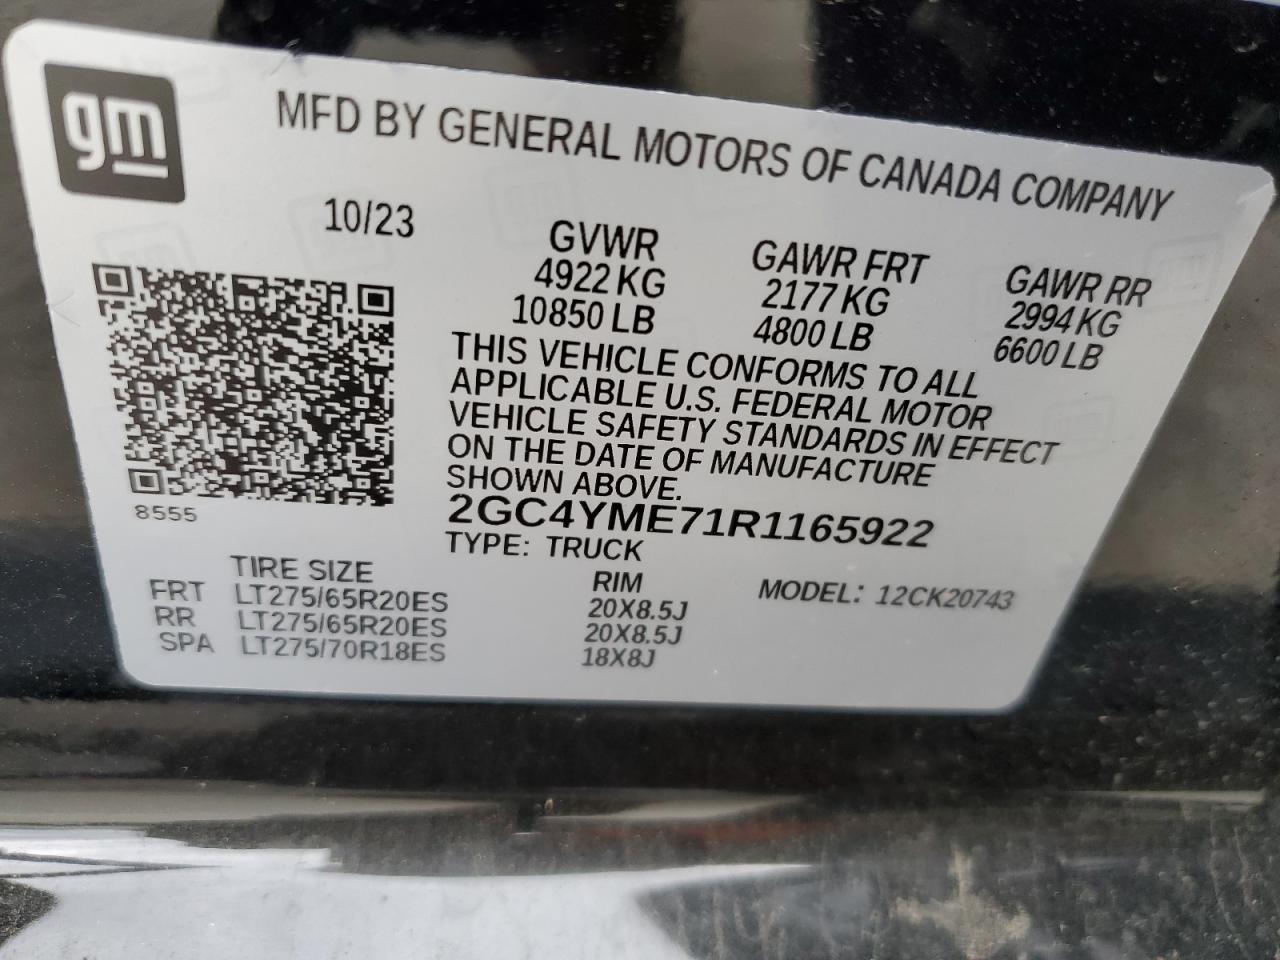 gm
MFD BY GENERAL MOTORS OF CANADA COMPANY
10/23
GVWR GAWR FRT GAWR RR
4922 KG 2177 KG 2994 KG
10850 LB 4800 LB 6600 LB
THIS VEHICLE CONFORMS TO ALL
APPLICABLE U.S. FEDERAL MOTOR
VEHICLE SAFETY STANDARDS IN EFFECT
ON THE DATE OF MANUFACTURE
SHOWN ABOVE.
8555
2GC4YME71R1165922
TYPE: TRUCK
MODEL: 12CK20743
TIRE SIZE RIM
FRT LT275/65R20ES 20X8.5J
RR LT275/65R20ES 20X8.5J
SPA LT275/70R18ES 18X8J